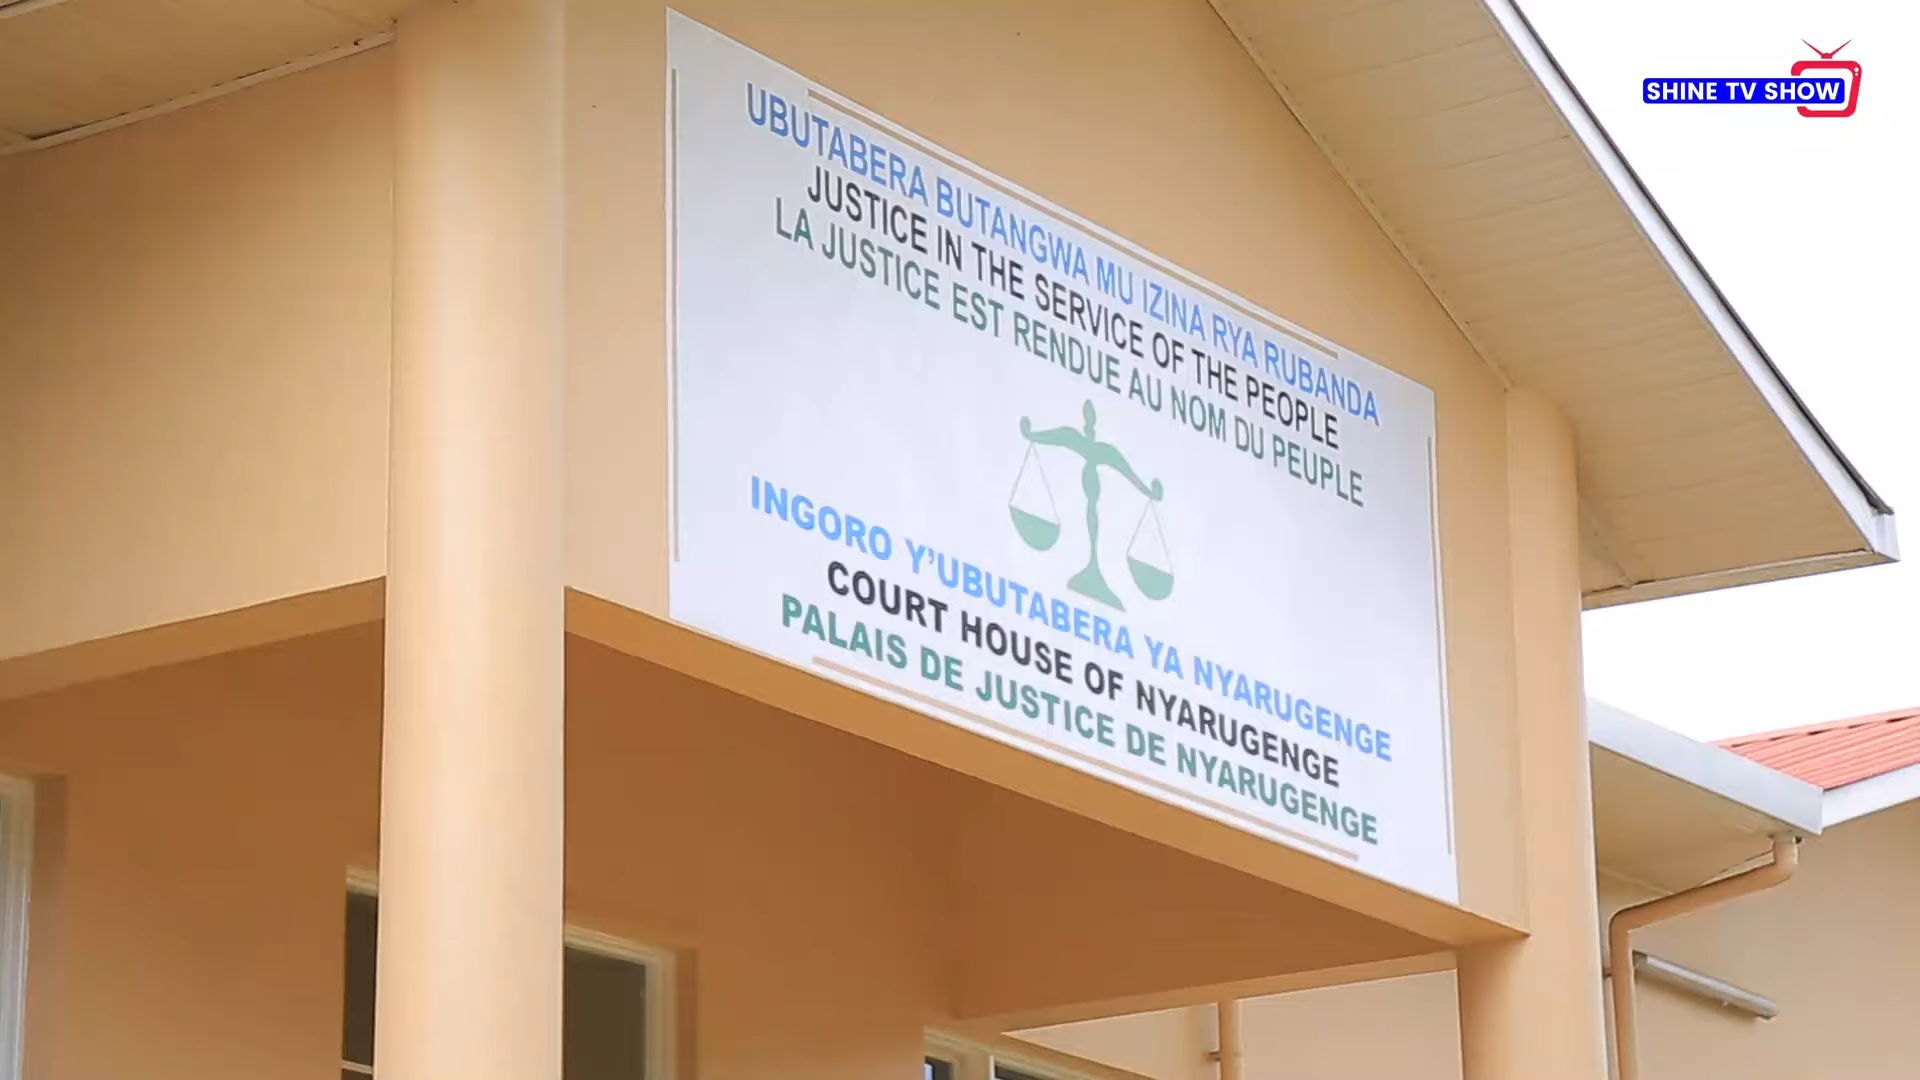 UBUTABERA BUTANGWA MU IZINA RYA RUBANDA
JUSTICE IN THE SERVICE OF THE PEOPLE
LA JUSTICE EST RENDUE AU NOM DU PEUPLE
INGORO Y'UBUTABERA YA NYARUGENGE
COURT HOUSE OF NYARUGENGE
PALAIS DE JUSTICE DE NYARUGENGE
SHINE TV SHOW